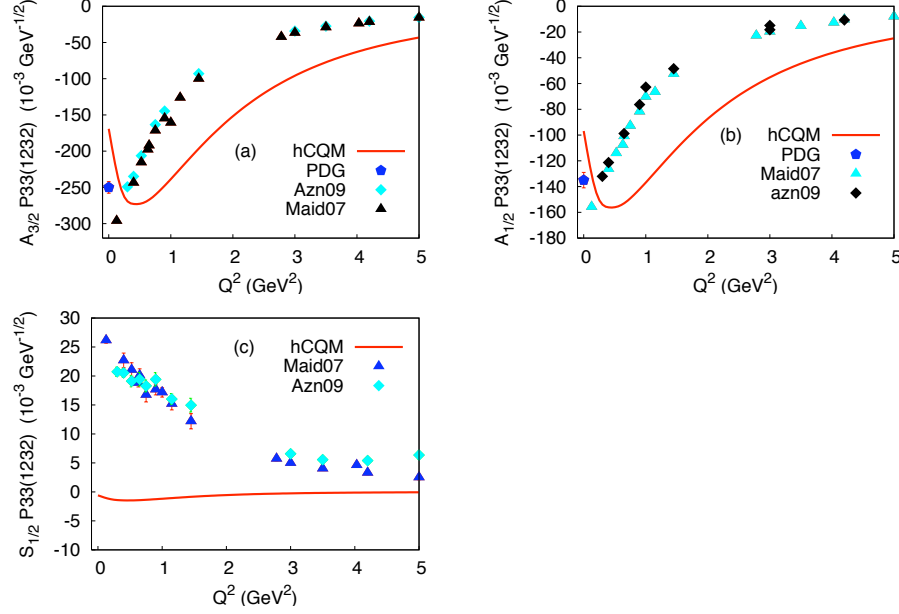 A3/2 P33(1232) (10-3 GeV-1/2)
0
-50
-100
-150
-200
-250
-300
(a)
hCQM
PDG
Azn09
Maid07
0 1 2 3 4 5
Q2 (GeV2)
A1/2 P33(1232) (10-3 GeV-1/2)
0
-20
-40
-60
-80
-100
-120
-140
-160
-180
(b)
hCQM
PDG
Maid07
azn09
0 1 2 3 4 5
Q2 (GeV2)
S1/2 P33(1232) (10-3 GeV-1/2)
30
25
20
15
10
5
0
-5
-10
(c)
hCQM
Maid07
Azn09
0 1 2 3 4 5
Q2 (GeV2)